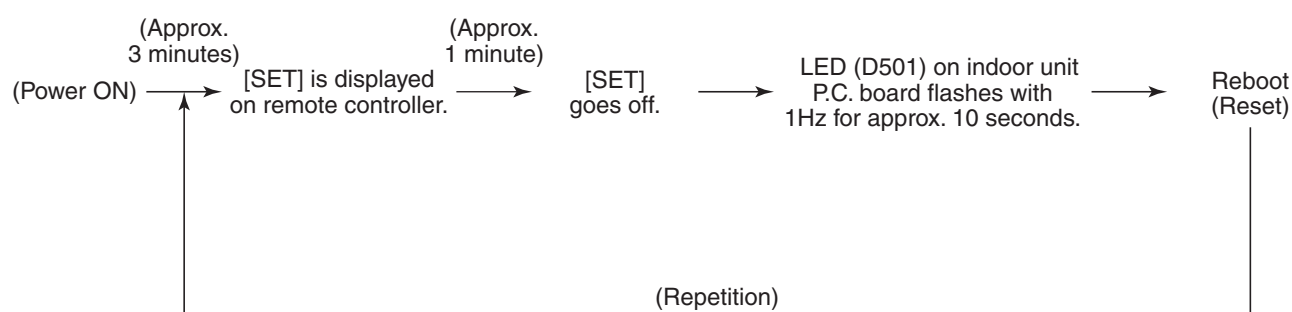 (Approx.
3 minutes)
(Approx.
1 minute)
(Power ON)
[SET] is displayed
on remote controller.
[SET]
goes off.
LED (D501) on indoor unit
P.C. board flashes with
1Hz for approx. 10 seconds.
Reboot
(Reset)
(Repetition)